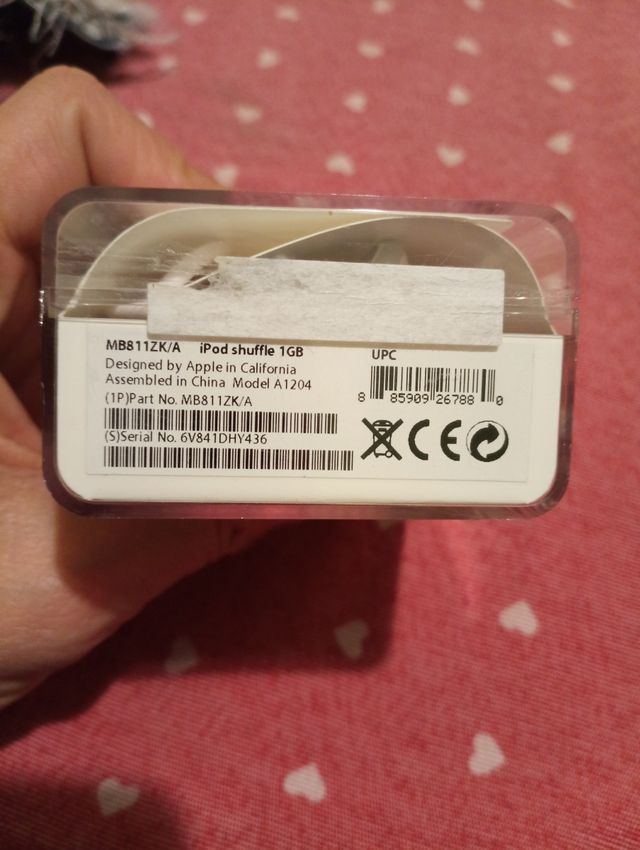 MB811ZK/A iPod shuffle 1GB
Designed by Apple in California
Assembled in China Model A1204
(1P)Part No. MB811ZK/A
(S)Serial No. 6V841DHY436
UPC
8 85909 26788 0
CE